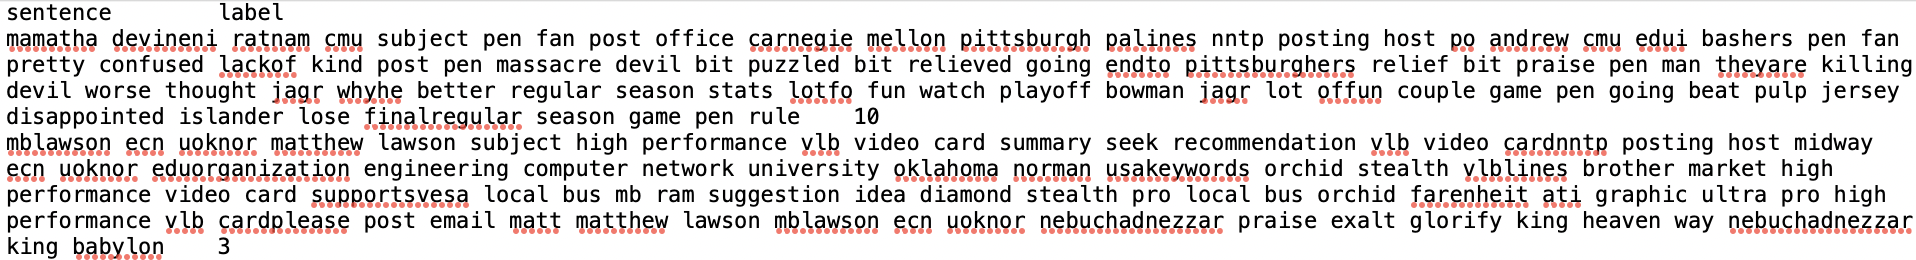 sentence	label
mamatha devineni ratnam cmu subject pen fan post office carnegie mellon pittsburgh palines nntp posting host po andrew cmu edui bashers pen fan
pretty confused lackof kind post pen massacre devil bit puzzled bit relieved going endto pittsburghers relief bit praise pen man theyare killing
devil worse thought jagr whyhe better regular season stats lotfo fun watch playoff bowman jagr lot offun couple game pen going beat pulp jersey
disappointed islander lose finalregular season game pen rule	10
mblawson ecn uoknor matthew lawson subject high performance vlb video card summary seek recommendation vlb video cardnntp posting host midway
ecn uoknor eduorganization engineering computer network university oklahoma norman usakeywords orchid stealth vlblines brother market high
performance video card supportsvesa local bus mb ram suggestion idea diamond stealth pro local bus orchid farenheit ati graphic ultra pro high
performance vlb cardplease post email matt matthew lawson mblawson ecn uoknor nebuchadnezzar praise exalt glorify king heaven way nebuchadnezzar
king babylon	3